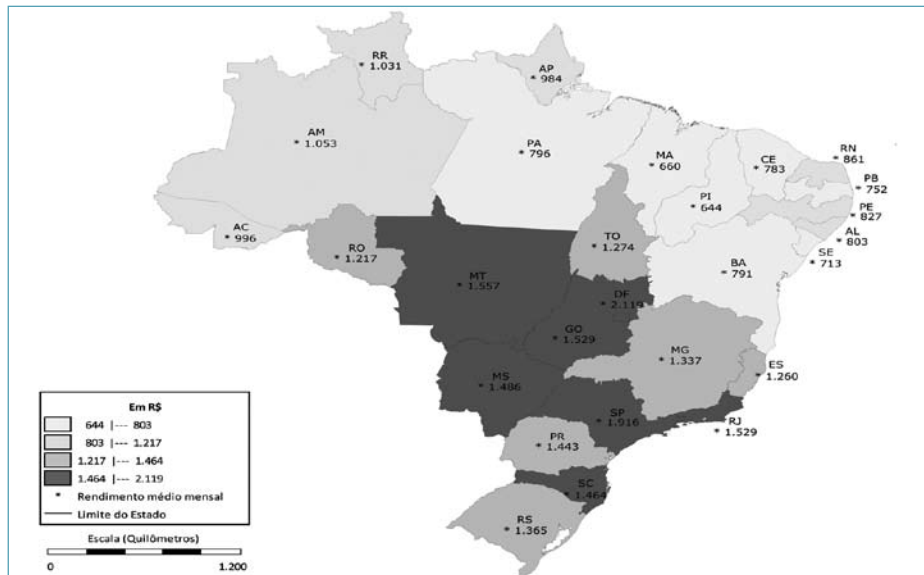 RR
* 1.031
AP
* 984
AM
* 1.053
PA
* 796
MA
* 660
CE
* 783
RN
* 861
PB
* 752
PI
* 644
PE
* 827
AL
* 803
SE
* 713
AC
* 996
RO
* 1.217
TO
* 1.274
BA
* 791
MT
* 1.557
DF
* 2.119
GO
* 1.529
MG
* 1.337
ES
* 1.260
MS
* 1.486
SP
* 1.916
RJ
* 1.529
PR
* 1.443
SC
* 1.464
RS
* 1.365
Em R$
644 |--- 803
803 |--- 1.217
1.217 |--- 1.464
1.464 |--- 2.119
* Rendimento médio mensal
Limite do Estado
Escala (Quilômetros)
0 1.200